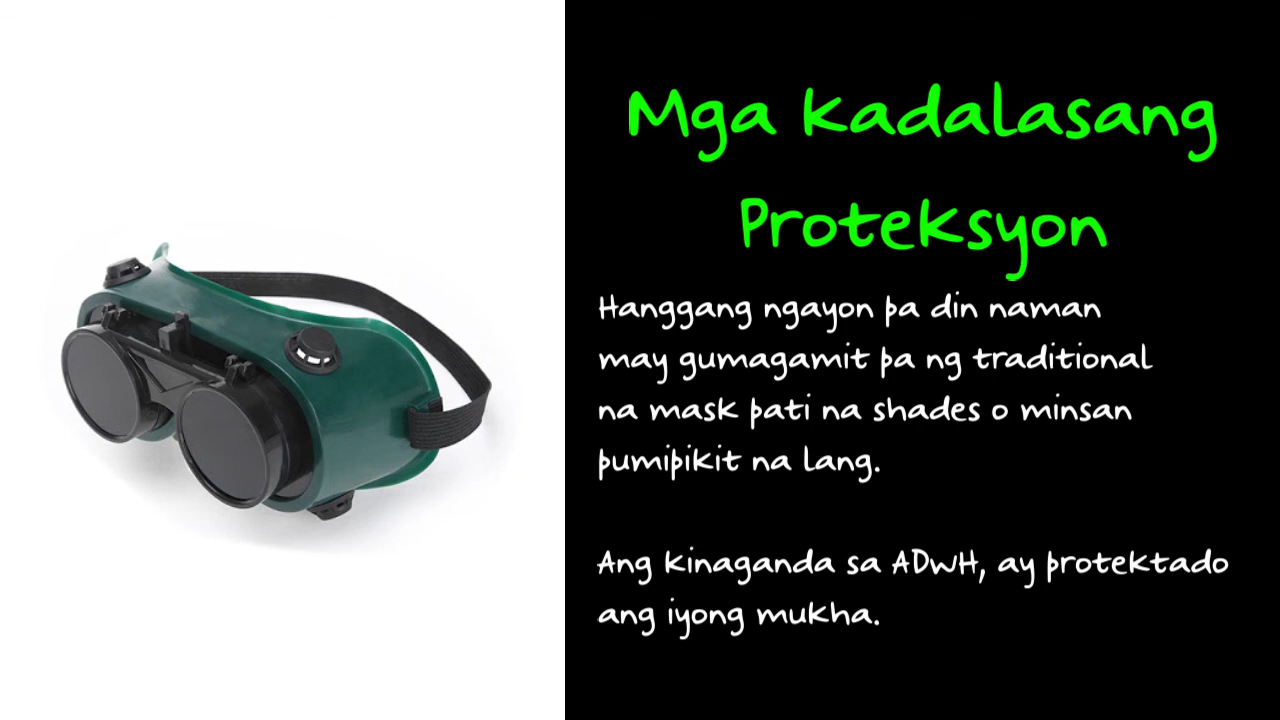 Mga Kadalasang
Proteksyon
Hanggang ngayon pa din naman
may gumagamit pa ng traditional
na mask pati na shades o minsan
pumipikit na lang.
Ang kinaganda sa ADWH, ay protektado
ang iyong mukha.